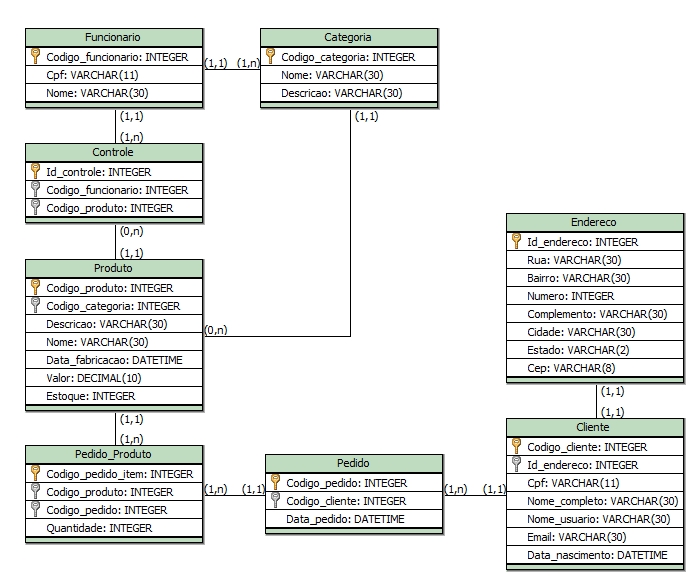 Funcionario
Codigo_funcionario: INTEGER
Cpf: VARCHAR(11)
Nome: VARCHAR(30)
(1,1) (1,n)
Categoria
Codigo_categoria: INTEGER
Nome: VARCHAR(30)
Descricao: VARCHAR(30)
(1,1)
(1,n)
(1,1)
Controle
Id_controle: INTEGER
Codigo_funcionario: INTEGER
Codigo_produto: INTEGER
(0,n)
(1,1)
Produto
Codigo_produto: INTEGER
Codigo_categoria: INTEGER
Descricao: VARCHAR(30)
Nome: VARCHAR(30)
Data_fabricacao: DATETIME
Valor: DECIMAL(10)
Estoque: INTEGER
(0,n)
(1,1)
(1,n)
Pedido_Produto
Codigo_pedido_item: INTEGER
Codigo_produto: INTEGER
Codigo_pedido: INTEGER
Quantidade: INTEGER
(1,n) (1,1)
Pedido
Codigo_pedido: INTEGER
Codigo_cliente: INTEGER
Data_pedido: DATETIME
(1,n) (1,1)
Endereco
Id_endereco: INTEGER
Rua: VARCHAR(30)
Bairro: VARCHAR(30)
Numero: INTEGER
Complemento: VARCHAR(30)
Cidade: VARCHAR(30)
Estado: VARCHAR(2)
Cep: VARCHAR(8)
(1,1)
(1,1)
Cliente
Codigo_cliente: INTEGER
Id_endereco: INTEGER
Cpf: VARCHAR(11)
Nome_completo: VARCHAR(30)
Nome_usuario: VARCHAR(30)
Email: VARCHAR(30)
Data_nascimento: DATETIME